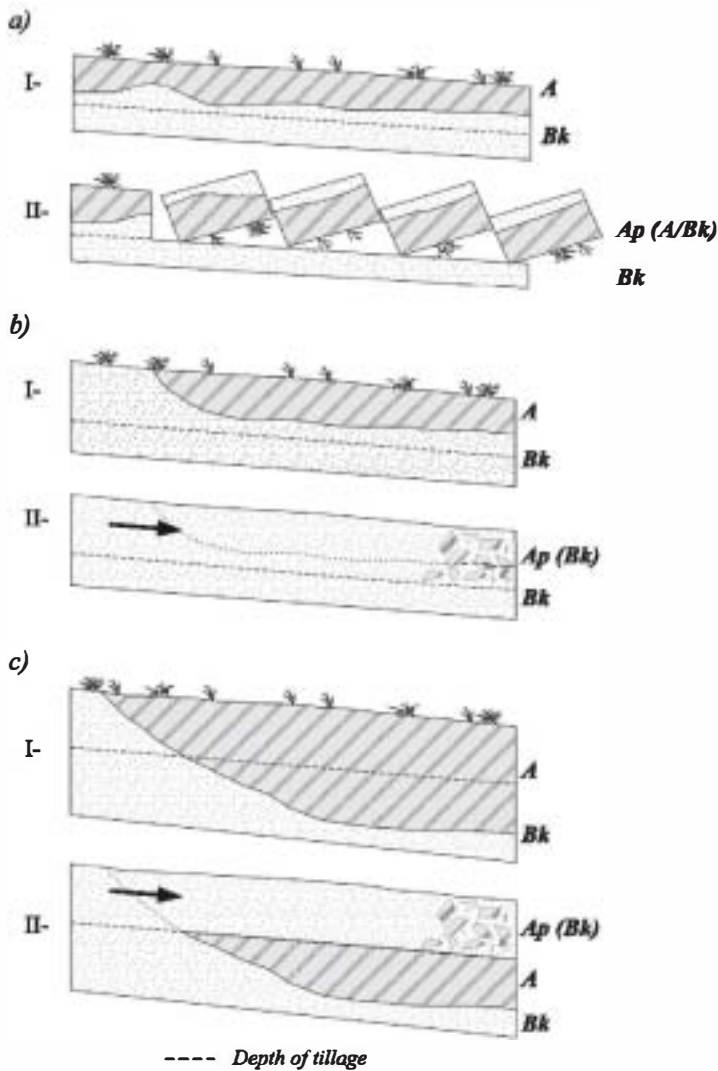 a)
I-
A
Bk
II-
Ap (A/Bk)
Bk
b)
I-
A
Bk
II-
Ap (Bk)
Bk
c)
I-
A
Bk
II-
Ap (Bk)
A
Bk
---- Depth of tillage